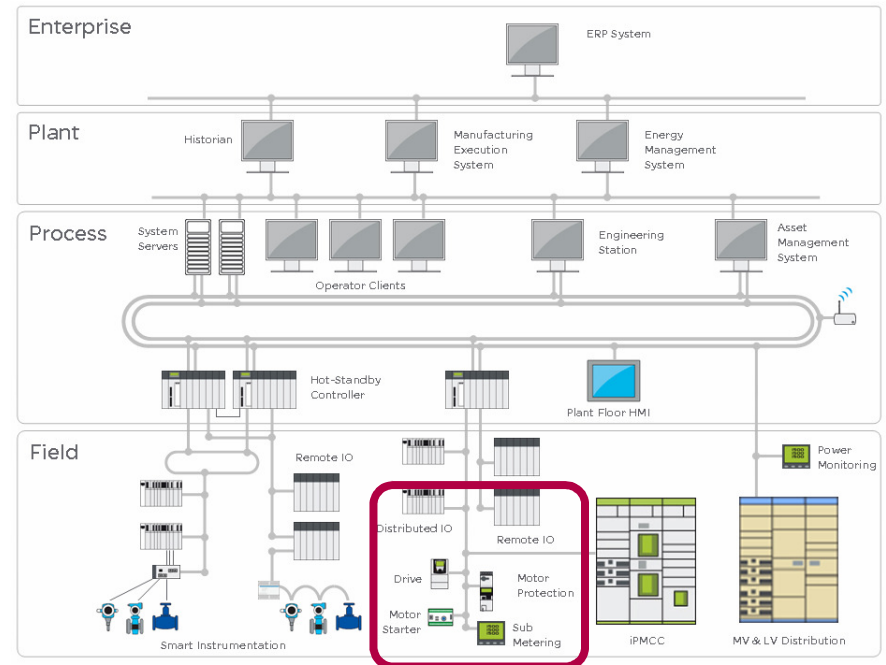 Enterprise
ERP System
Plant
Historian
Manufacturing
Execution
System
Energy
Management
System
Process
System
Servers
Operator Clients
Engineering
Station
Asset
Management
System
Hot-Standby
Controller
Plant Floor HMI
Field
Remote IO
Power
Monitoring
Distributed IO
Remote IO
Drive
Motor
Protection
Motor
Starter
Sub
Metering
Smart Instrumentation
iPMCC
MV & LV Distribution